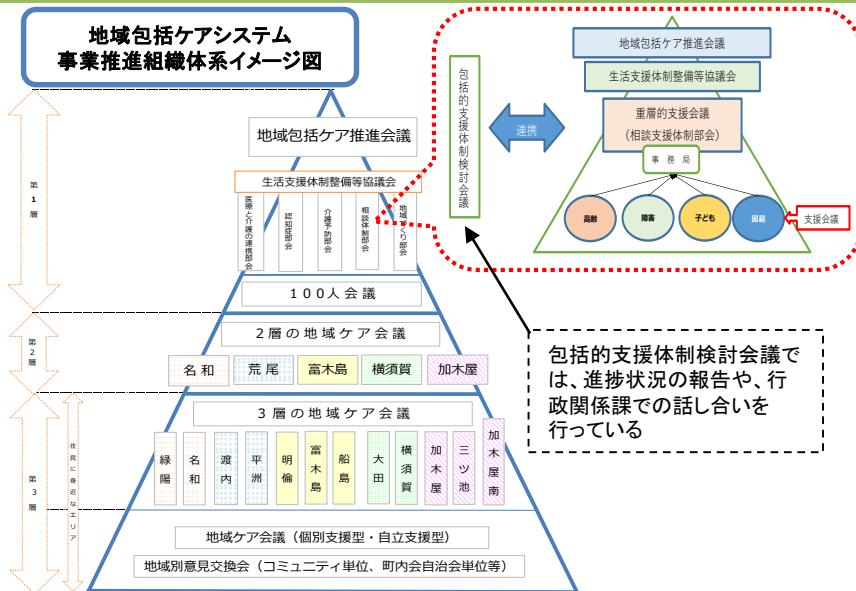 地域包括ケアシステム
事業推進組織体系イメージ図
第1層
地域包括ケア推進会議
生活支援体制整備等協議会
医療と介護の連携部会
認知症部会
介護予防部会
相談体制部会
地域づくり部会
100人会議
第2層
2層の地域ケア会議
名和
荒尾
富木島
横須賀
加木屋
第3層
住民に身近なエリア
3層の地域ケア会議
緑陽
名和
渡内
平洲
明倫
富木島
船島
大田
横須賀
加木屋
三ツ池
加木屋南
地域ケア会議（個別支援型・自立支援型）
地域別意見交換会（コミュニティ単位、町内会自治会単位等）
包括的支援体制検討会議
連携
地域包括ケア推進会議
生活支援体制整備等協議会
重層的支援会議
（相談支援体制部会）
事務局
高齢
障害
子ども
困窮
支援会議
包括的支援体制検討会議で
は、進捗状況の報告や、行
政関係課での話し合いを
行っている